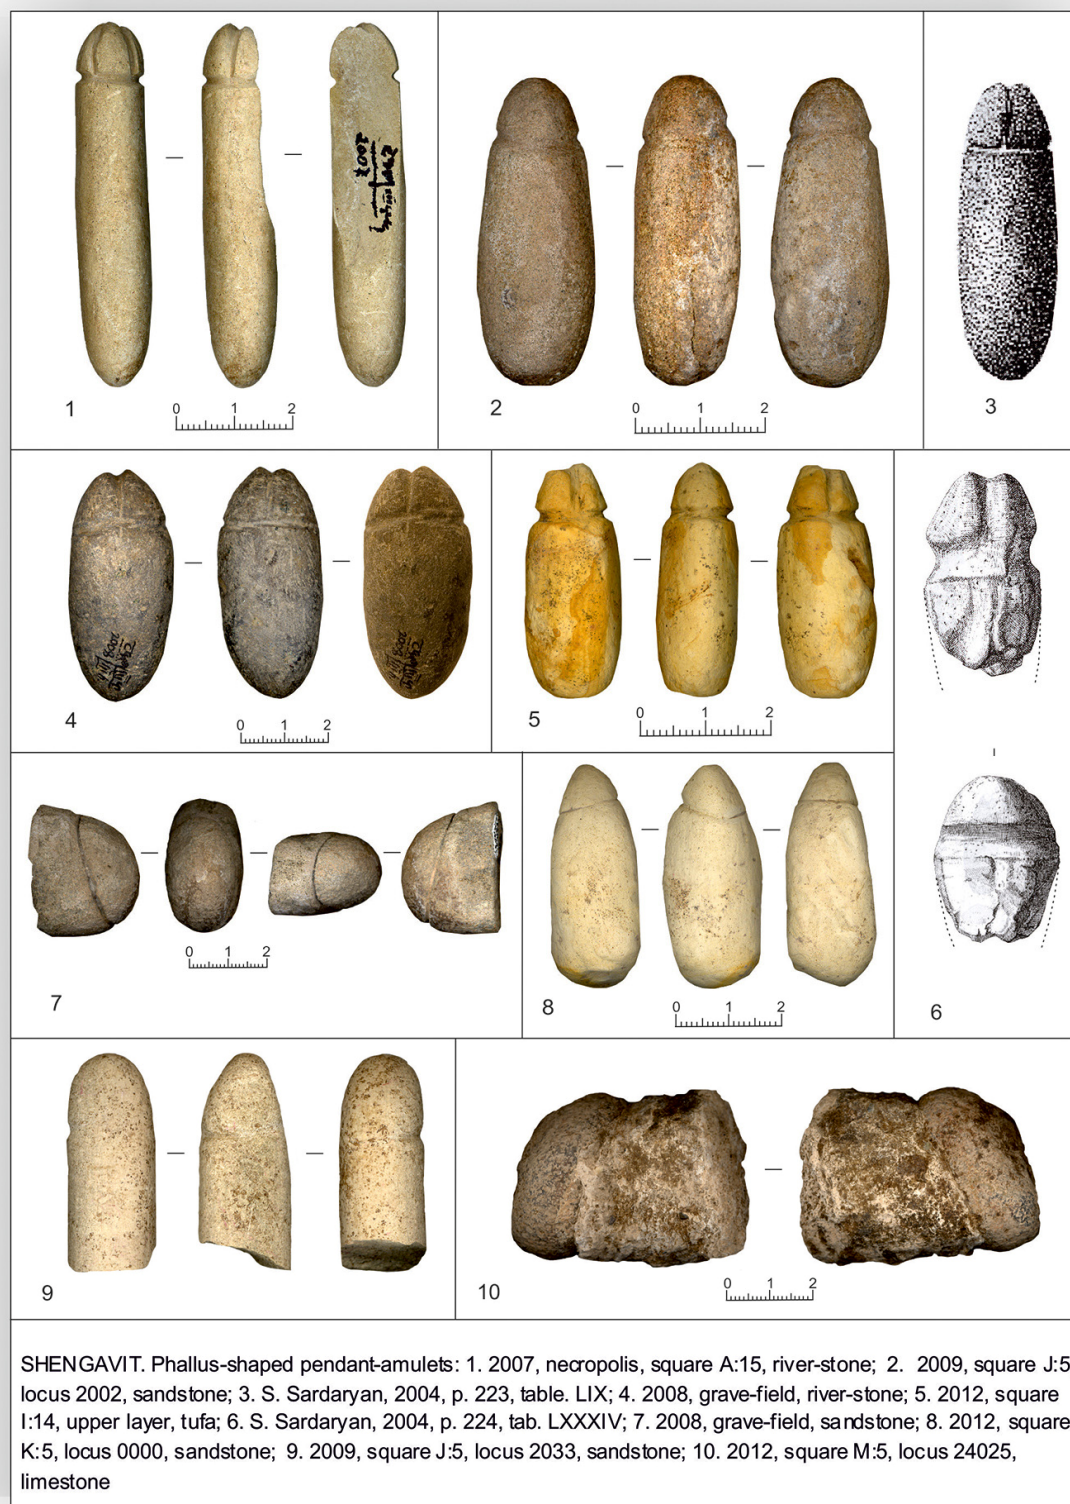 0 1 2
1
0 1 2
2
3
4
0 1 2
0 1 2
5
0 1 2
7
0 1 2
8
6
9
0 1 2
10
SHENGAVIT. Phallus-shaped pendant-amulets: 1. 2007, necropolis, square A:15, river-stone; 2. 2009, square J:5
locus 2002, sandstone; 3. S. Sardaryan, 2004, p. 223, table. LIX; 4. 2008, grave-field, river-stone; 5. 2012, square
I:14, upper layer, tufa; 6. S. Sardaryan, 2004, p. 224, tab. LXXXIV; 7. 2008, grave-field, sandstone; 8. 2012, square
K:5, locus 0000, sandstone; 9. 2009, square J:5, locus 2033, sandstone; 10. 2012, square M:5, locus 24025,
limestone